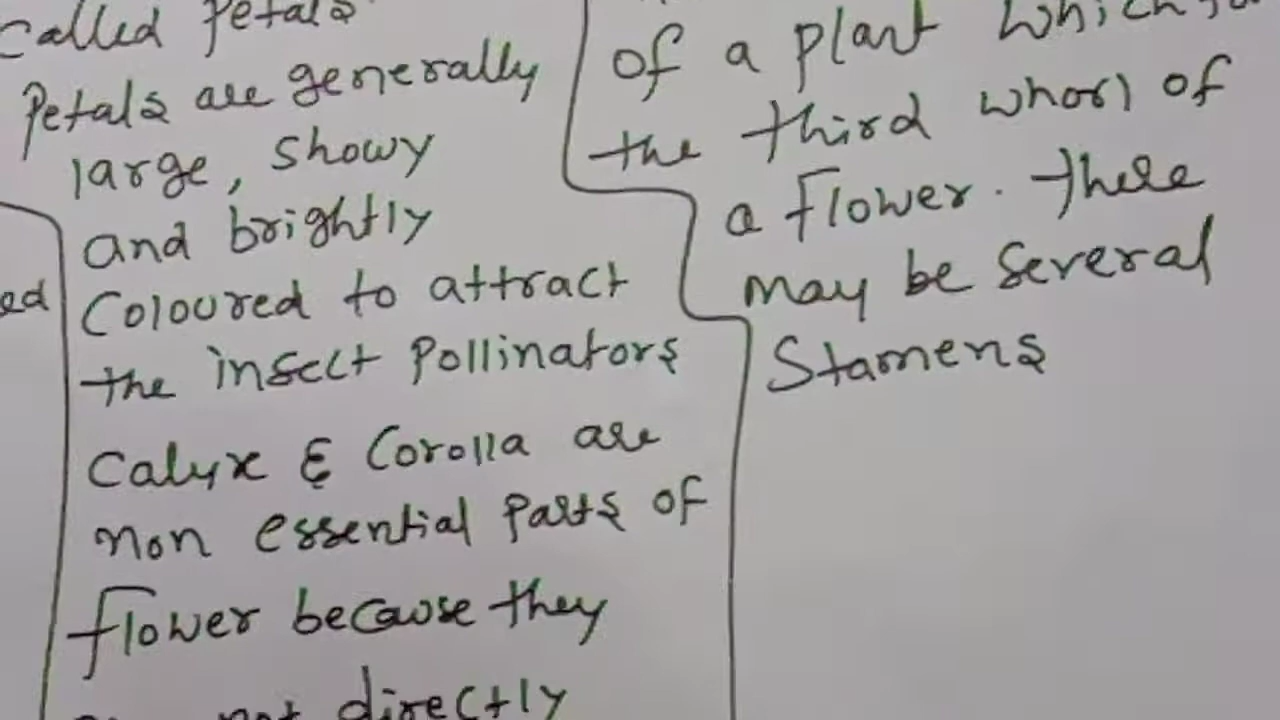 called petals
Petals are generally
large, showy
and brightly
Coloured to attract
the insect Pollinators
Calyx & Corolla are
non essential parts of
flower because they
not directly
of a plant which
the third whorl of
a flower. There
may be several
Stamens
ed